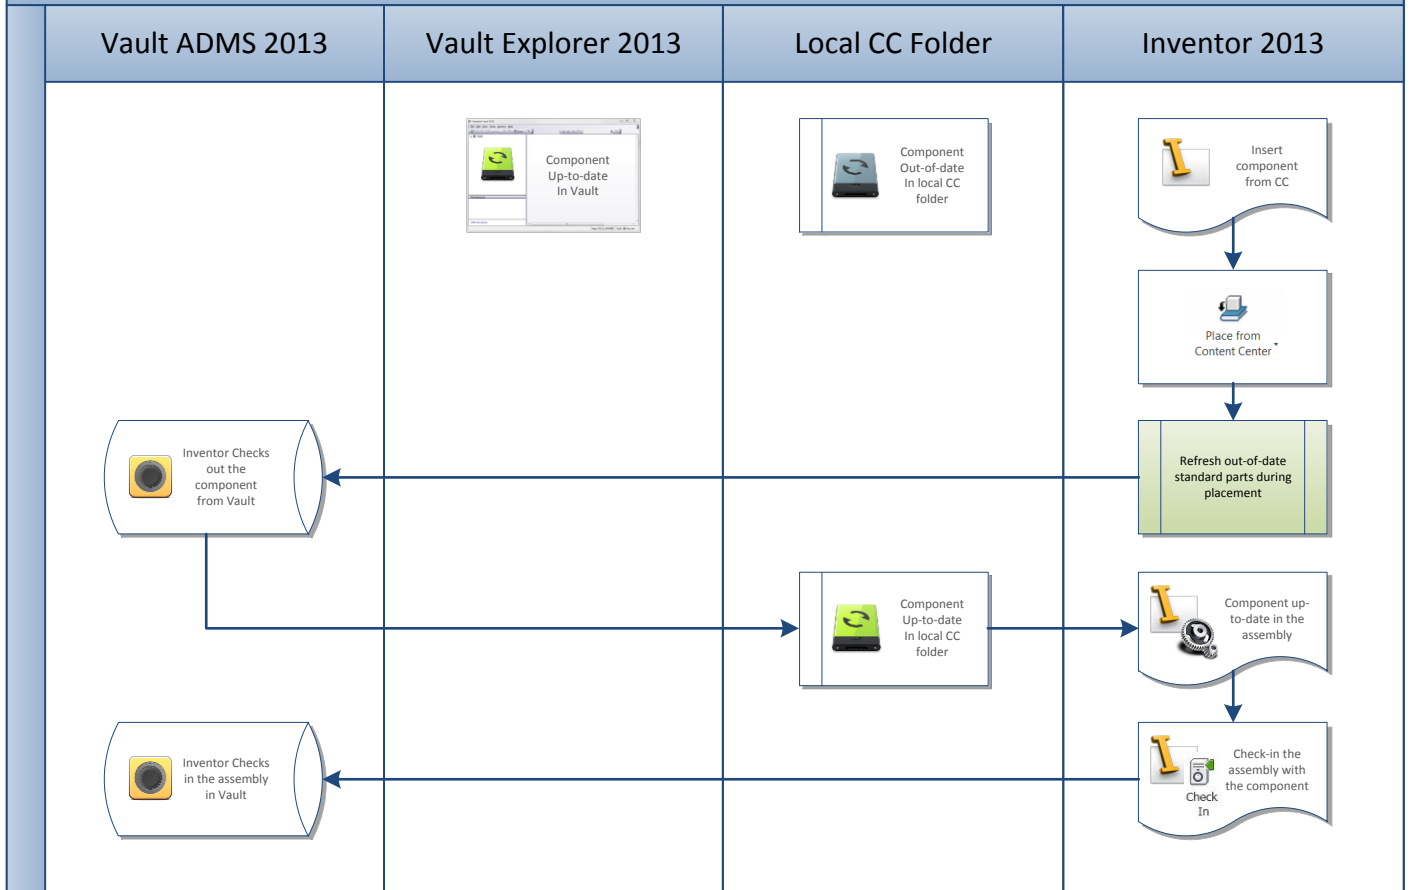 Vault ADMS 2013
Vault Explorer 2013
Local CC Folder
Inventor 2013
Component
Up-to-date
In Vault
Component
Out-of-date
In local CC
folder
Insert
component
from CC
Place from
Content Center
Inventor Checks
out the
component
from Vault
Refresh out-of-date
standard parts during
placement
Component
Up-to-date
In local CC
folder
Component up-
to-date in the
assembly
Inventor Checks
in the assembly
in Vault
Check-in the
assembly with
the component
Check
In